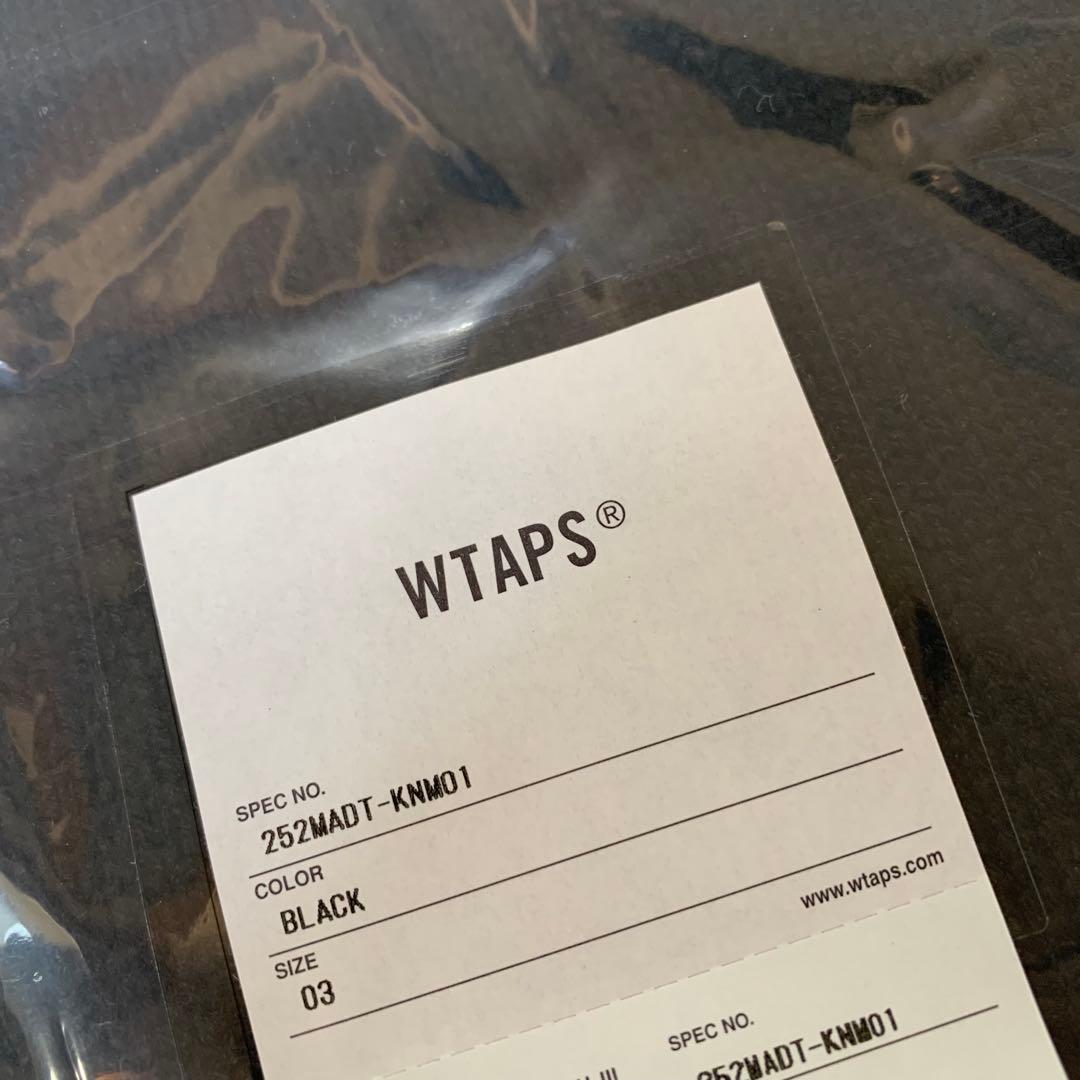 WTAPS®
SPEC NO.
252MADT-KNM01
COLOR
BLACK
SIZE
03
www.wtaps.com
SPEC NO.
252MADT-KNM01